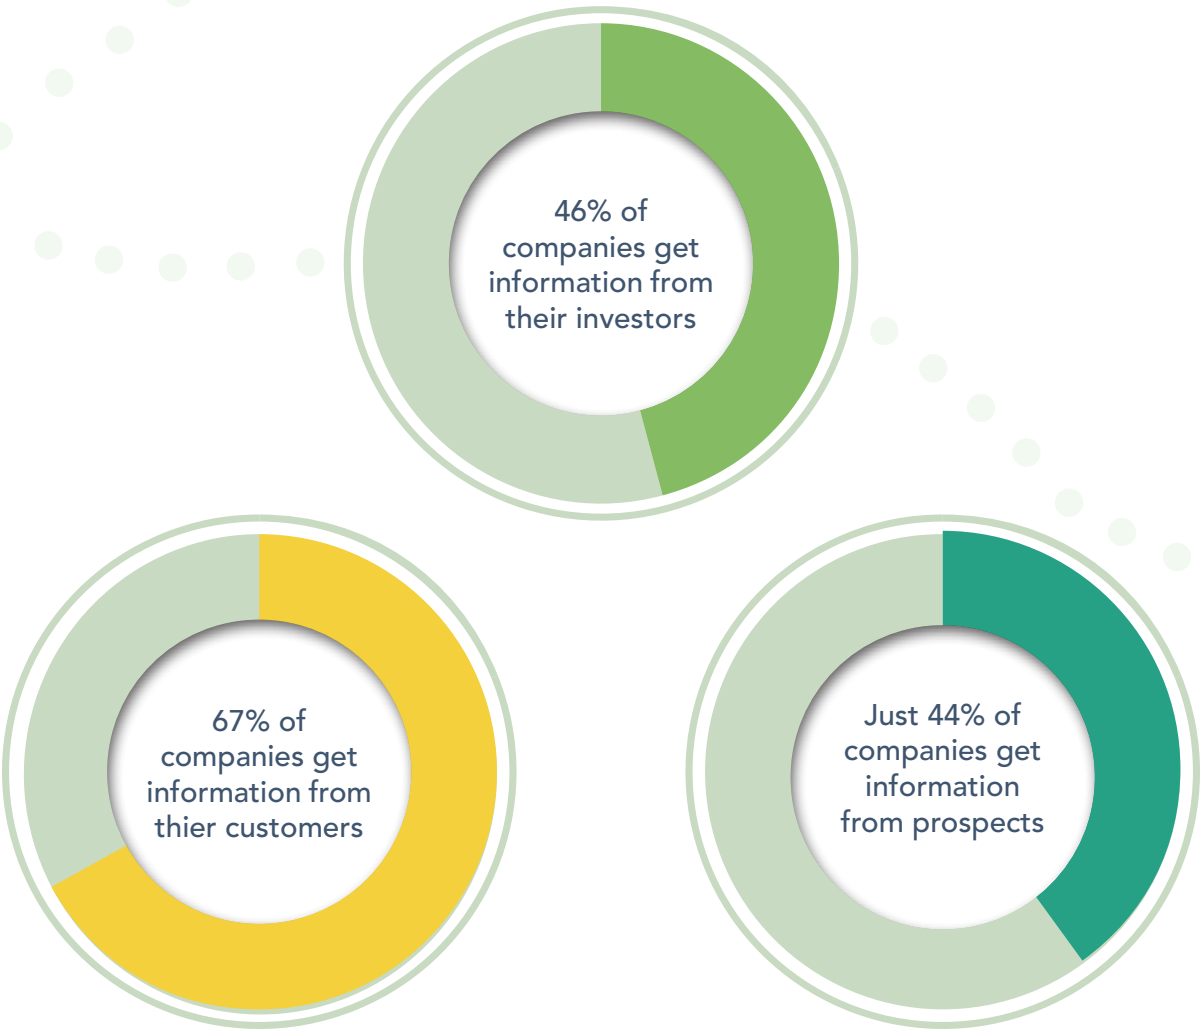 46% of
companies get
information from
their investors
67% of
companies get
information from
thier customers
Just 44% of
companies get
information
from prospects